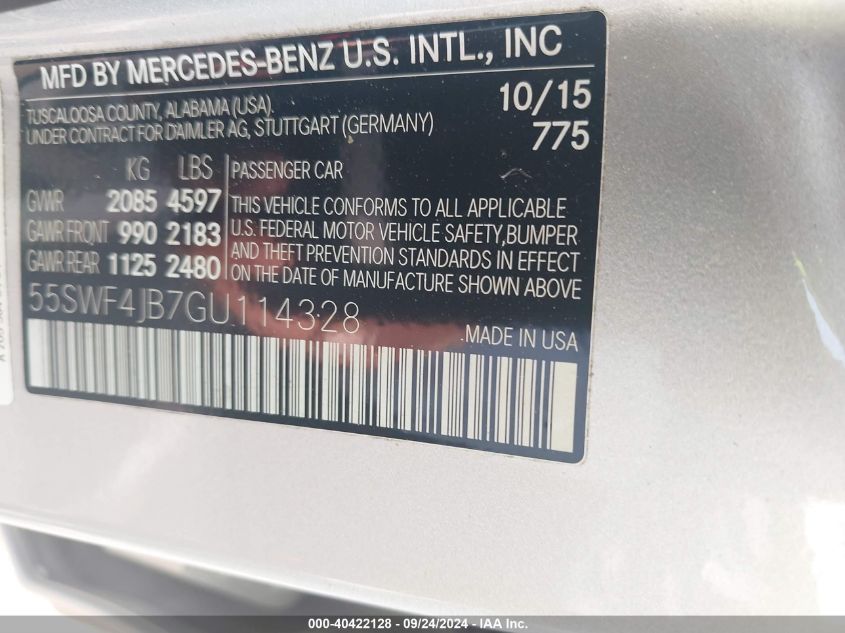 MFD BY MERCEDES-BENZ U.S. INTL., INC
TUSCALOOSA COUNTY, ALABAMA (USA).
UNDER CONTRACT FOR DAIMLER AG, STUTTGART (GERMANY)
10/15
775
KG LBS
GVWR 2085 4597
GAWR FRONT 990 2183
GAWR REAR 1125 2480
PASSENGER CAR
THIS VEHICLE CONFORMS TO ALL APPLICABLE
U.S. FEDERAL MOTOR VEHICLE SAFETY,BUMPER
AND THEFT PREVENTION STANDARDS IN EFFECT
ON THE DATE OF MANUFACTURE SHOWN ABOVE.
55SWF4JB7GU114328
MADE IN USA
000-40422128 - 09/24/2024 - IAA Inc.